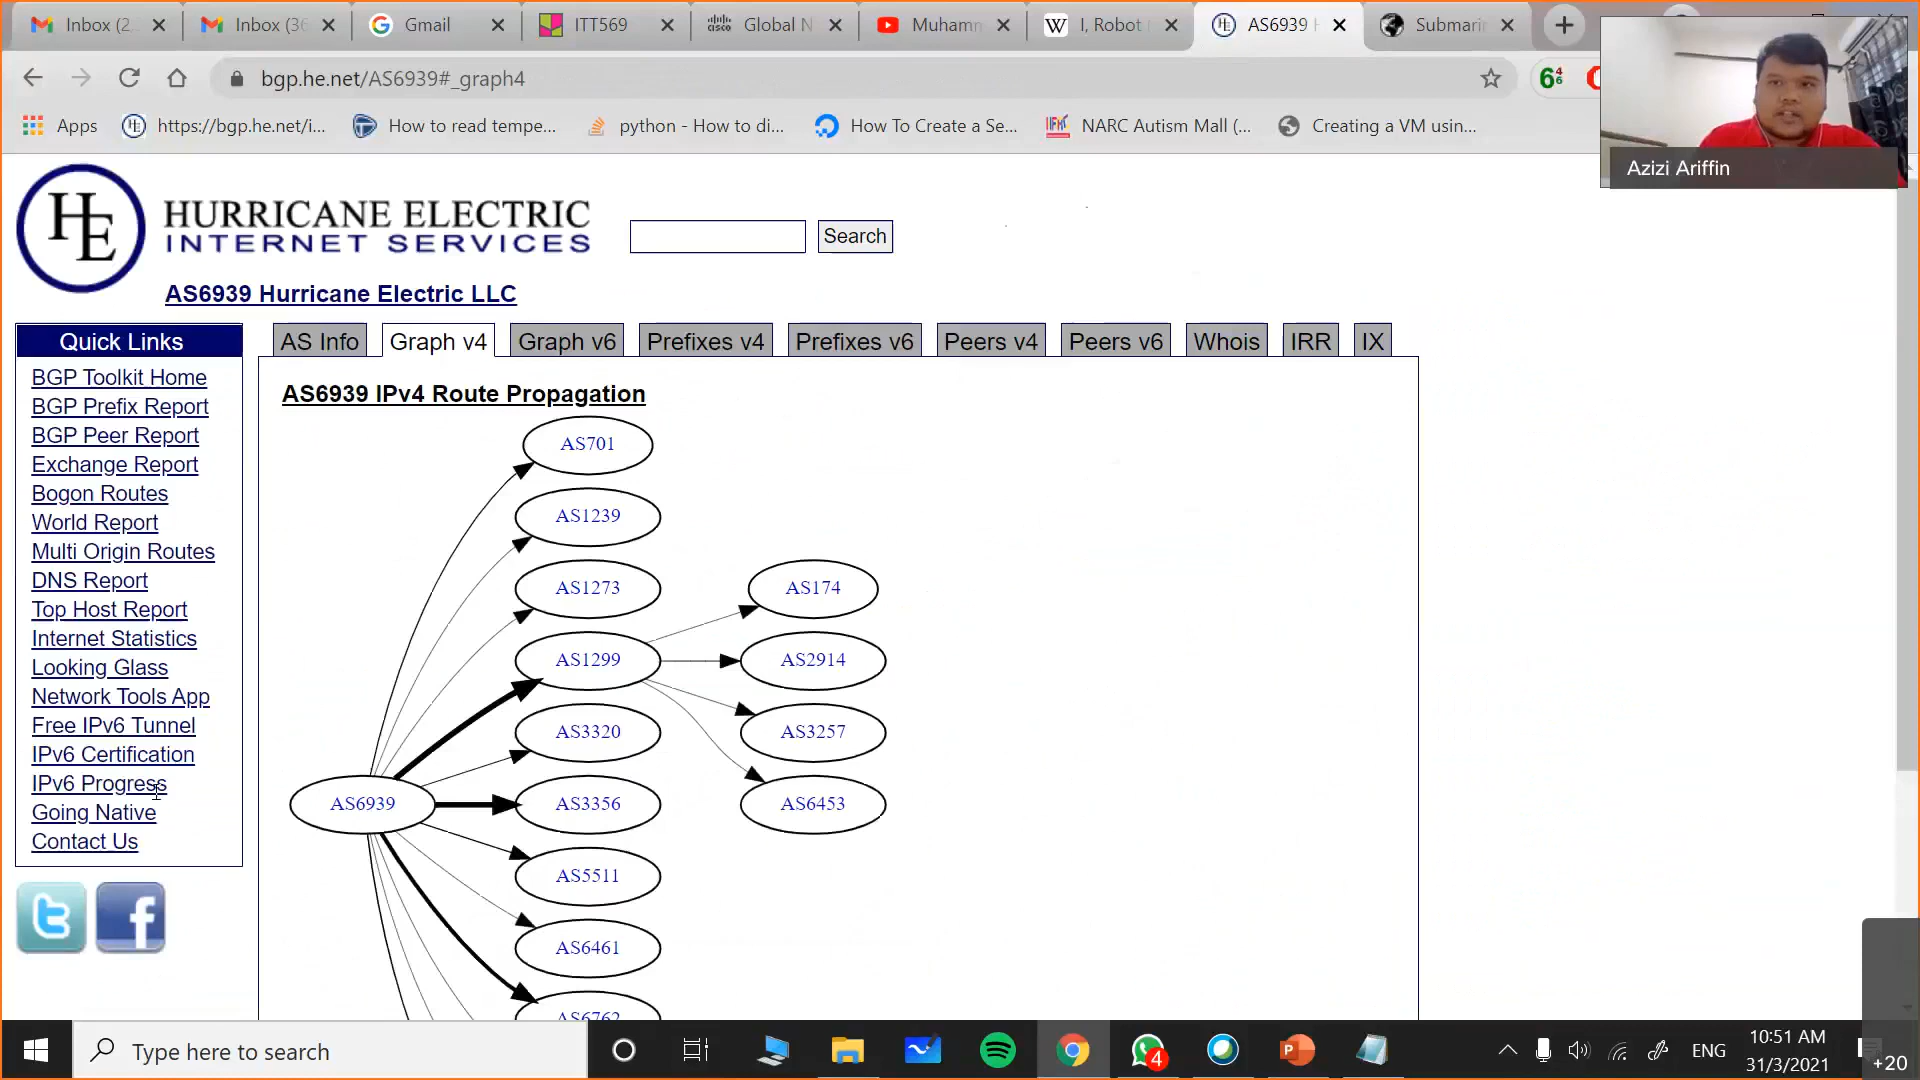 Inbox (2
Inbox (36
Gmail
ITT569
cisco
Global N
Muhamm
W
I, Robot
HE
AS6939 H
Submarin
bgp.he.net/AS6939#_graph4
Apps
https://bgp.he.net/i...
How to read tempe...
python - How to di...
How To Create a Se...
NARC Autism Mall (...
Creating a VM usin...
Azizi Ariffin
HE
HURRICANE ELECTRIC
INTERNET SERVICES
Search
AS6939 Hurricane Electric LLC
Quick Links
BGP Toolkit Home
BGP Prefix Report
BGP Peer Report
Exchange Report
Bogon Routes
World Report
Multi Origin Routes
DNS Report
Top Host Report
Internet Statistics
Looking Glass
Network Tools App
Free IPv6 Tunnel
IPv6 Certification
IPv6 Progress
Going Native
Contact Us
AS Info
Graph v4
Graph v6
Prefixes v4
Prefixes v6
Peers v4
Peers v6
Whois
IRR
IX
AS6939 IPv4 Route Propagation
AS701
AS1239
AS1273
AS174
AS1299
AS2914
AS3320
AS3257
AS6939
AS3356
AS6453
AS5511
AS6461
AS6762
Type here to search
4
ENG
10:51 AM
31/3/2021
+20